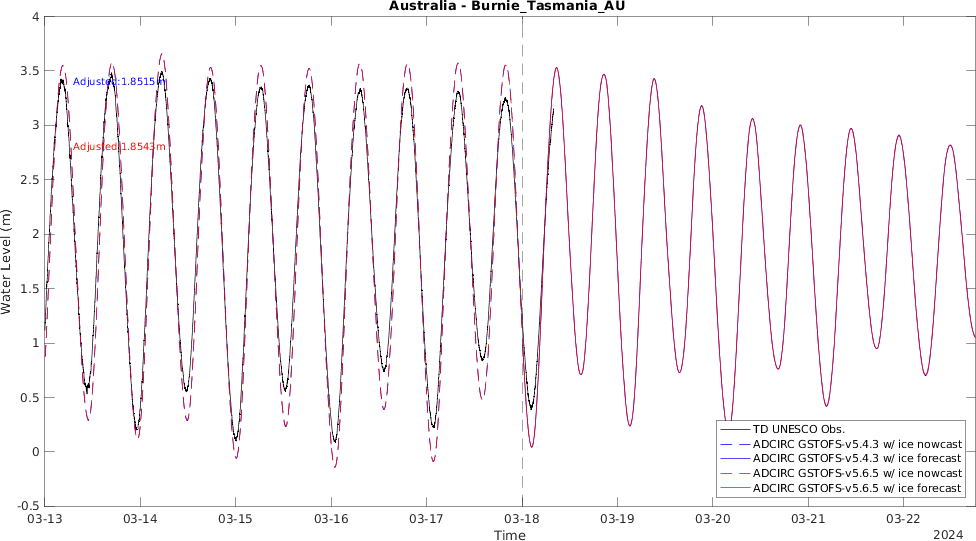 Australia - Burnie_Tasmania_AU
4
3.5
3
2.5
2
1.5
1
0.5
0
-0.5
Water Level (m)
Adjusted:1.8515m
Adjusted:1.8543m
TD UNESCO Obs.
ADCIRC GSTOFS-v5.4.3 w/ ice nowcast
ADCIRC GSTOFS-v5.4.3 w/ ice forecast
ADCIRC GSTOFS-v5.6.5 w/ ice nowcast
ADCIRC GSTOFS-v5.6.5 w/ ice forecast
03-13 03-14 03-15 03-16 03-17 03-18 03-19 03-20 03-21 03-22
Time
2024